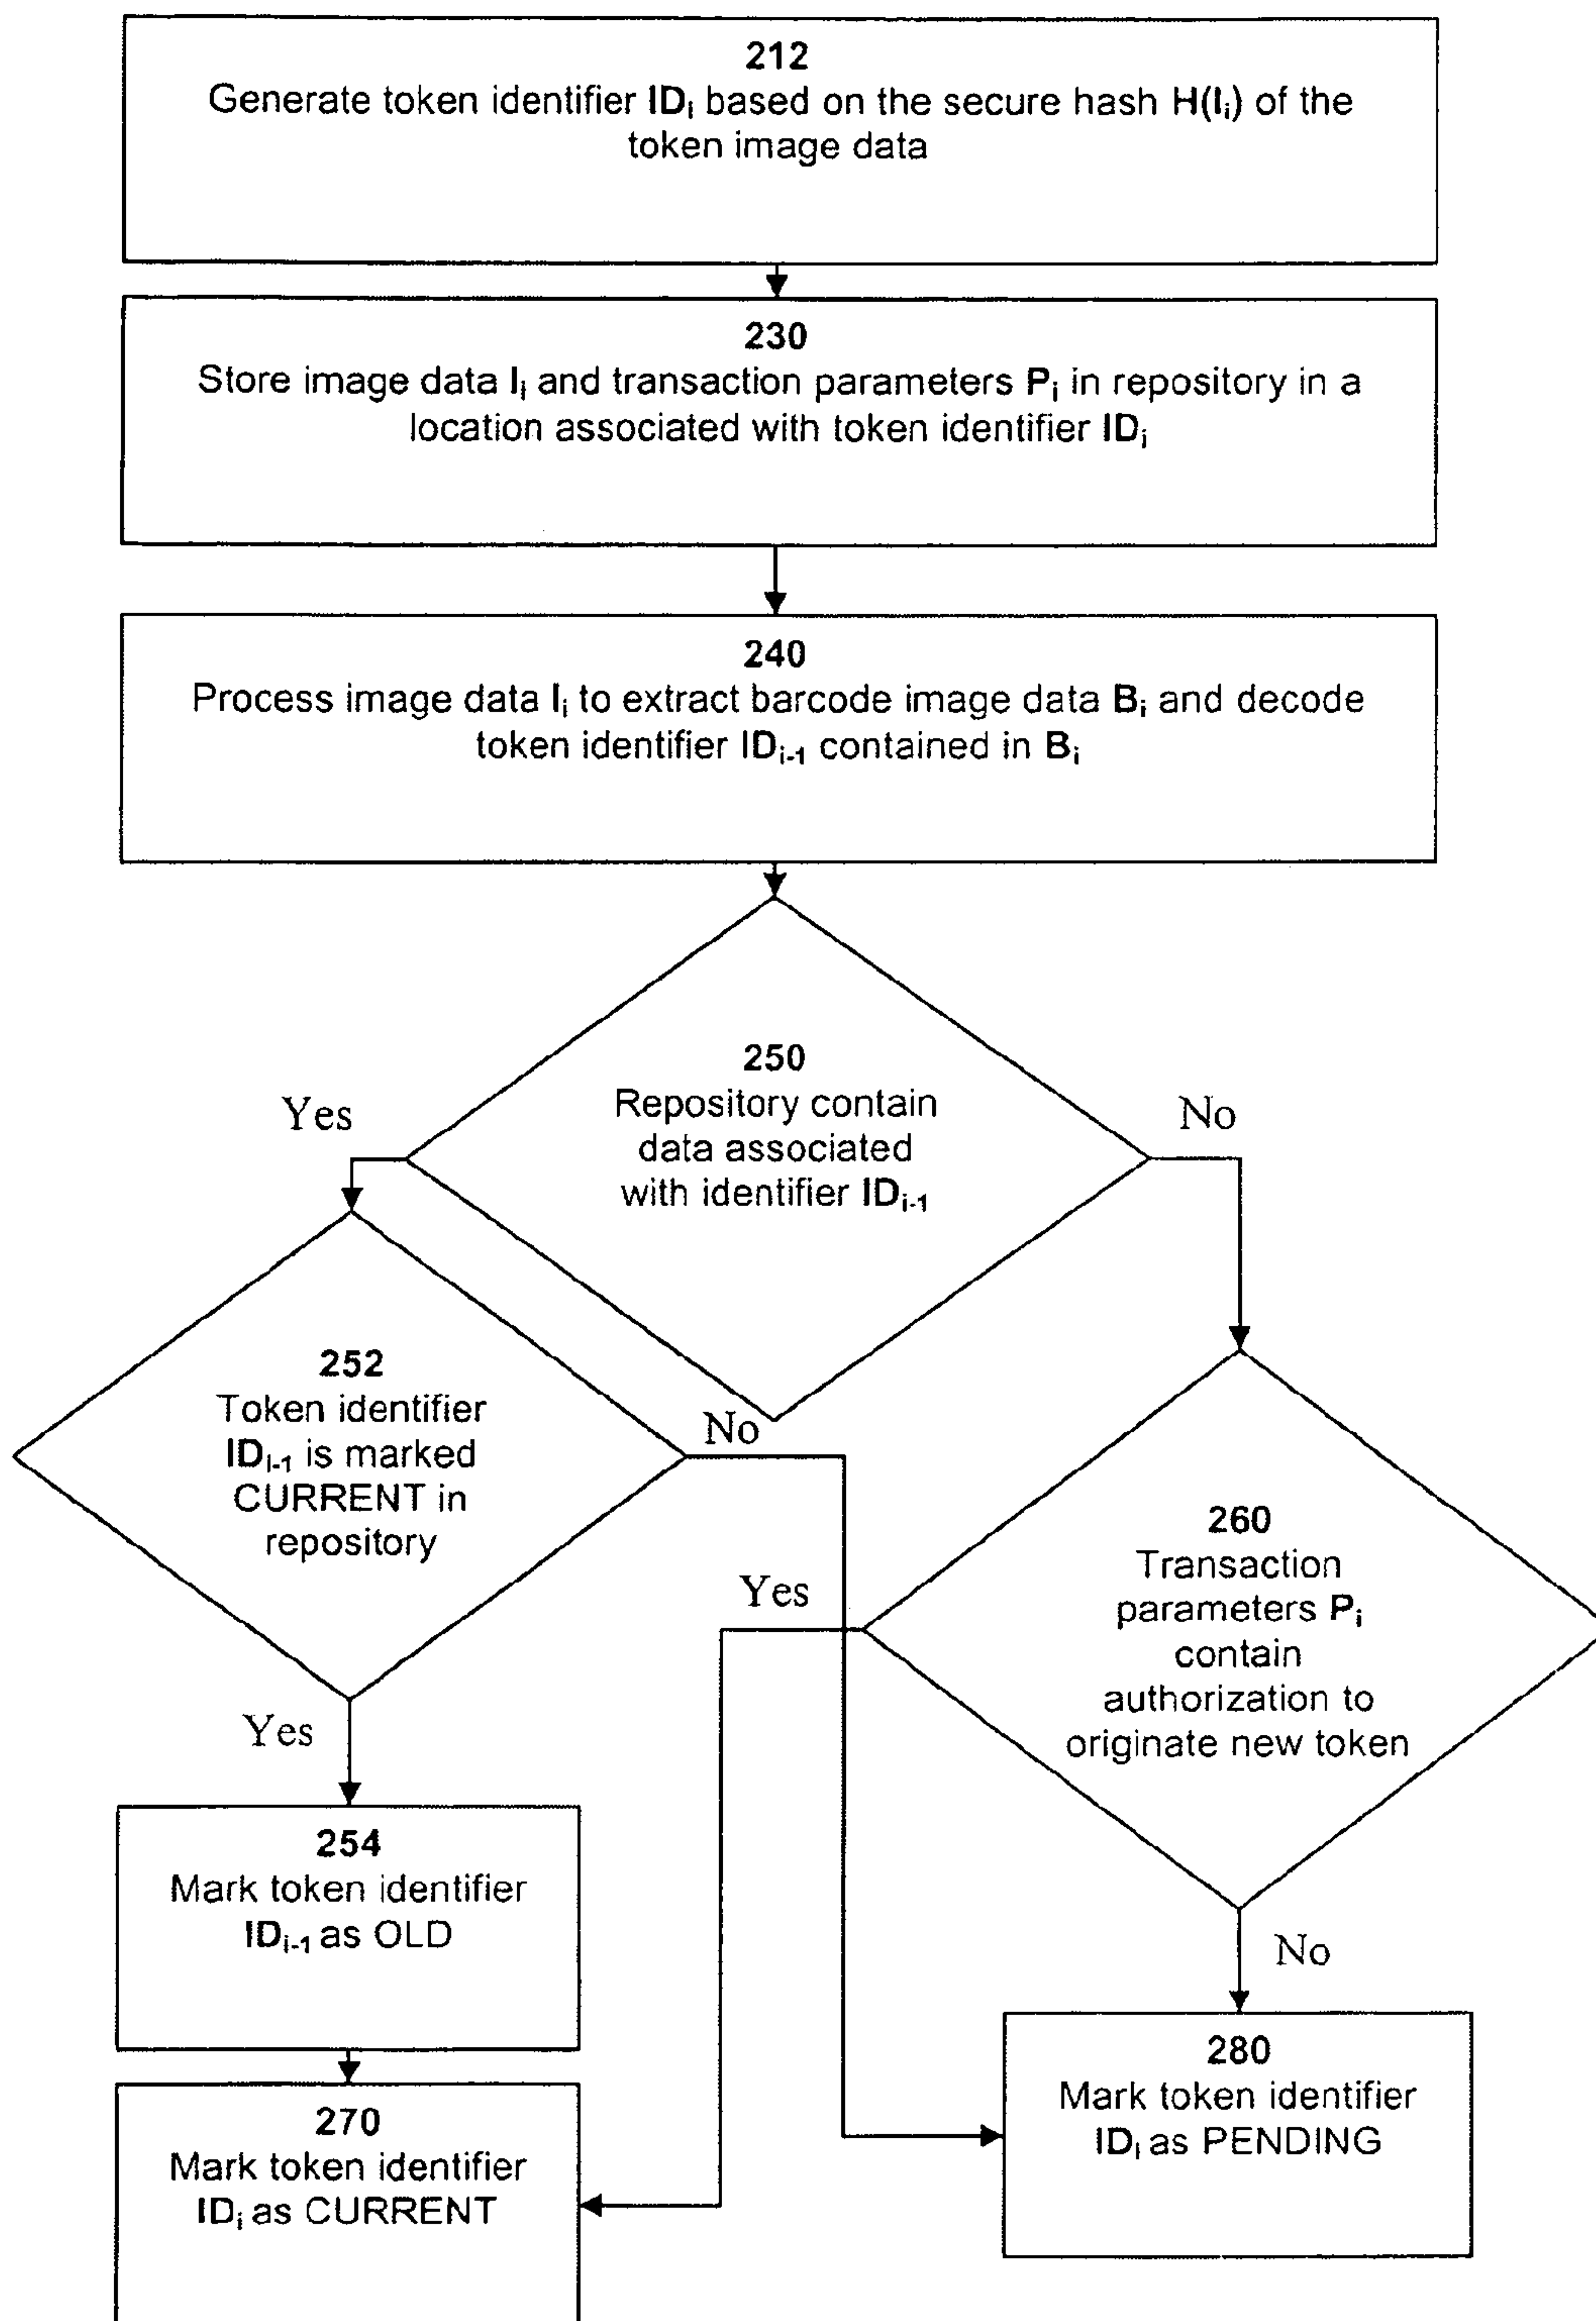 212
Generate token identifier IDᵢ based on the secure hash H(Iᵢ) of the
token image data
230
Store image data Iᵢ and transaction parameters Pᵢ in repository in a
location associated with token identifier IDᵢ
240
Process image data Iᵢ to extract barcode image data Bᵢ and decode
token identifier IDᵢ₋₁ contained in Bᵢ
250
Repository contain
data associated
with identifier IDᵢ₋₁
Yes
No
252
Token identifier
IDᵢ₋₁ is marked
CURRENT in
repository
No
260
Transaction
parameters Pᵢ
contain
authorization to
originate new token
Yes
Yes
254
Mark token identifier
IDᵢ₋₁ as OLD
No
270
Mark token identifier
IDᵢ as CURRENT
280
Mark token identifier
IDᵢ as PENDING